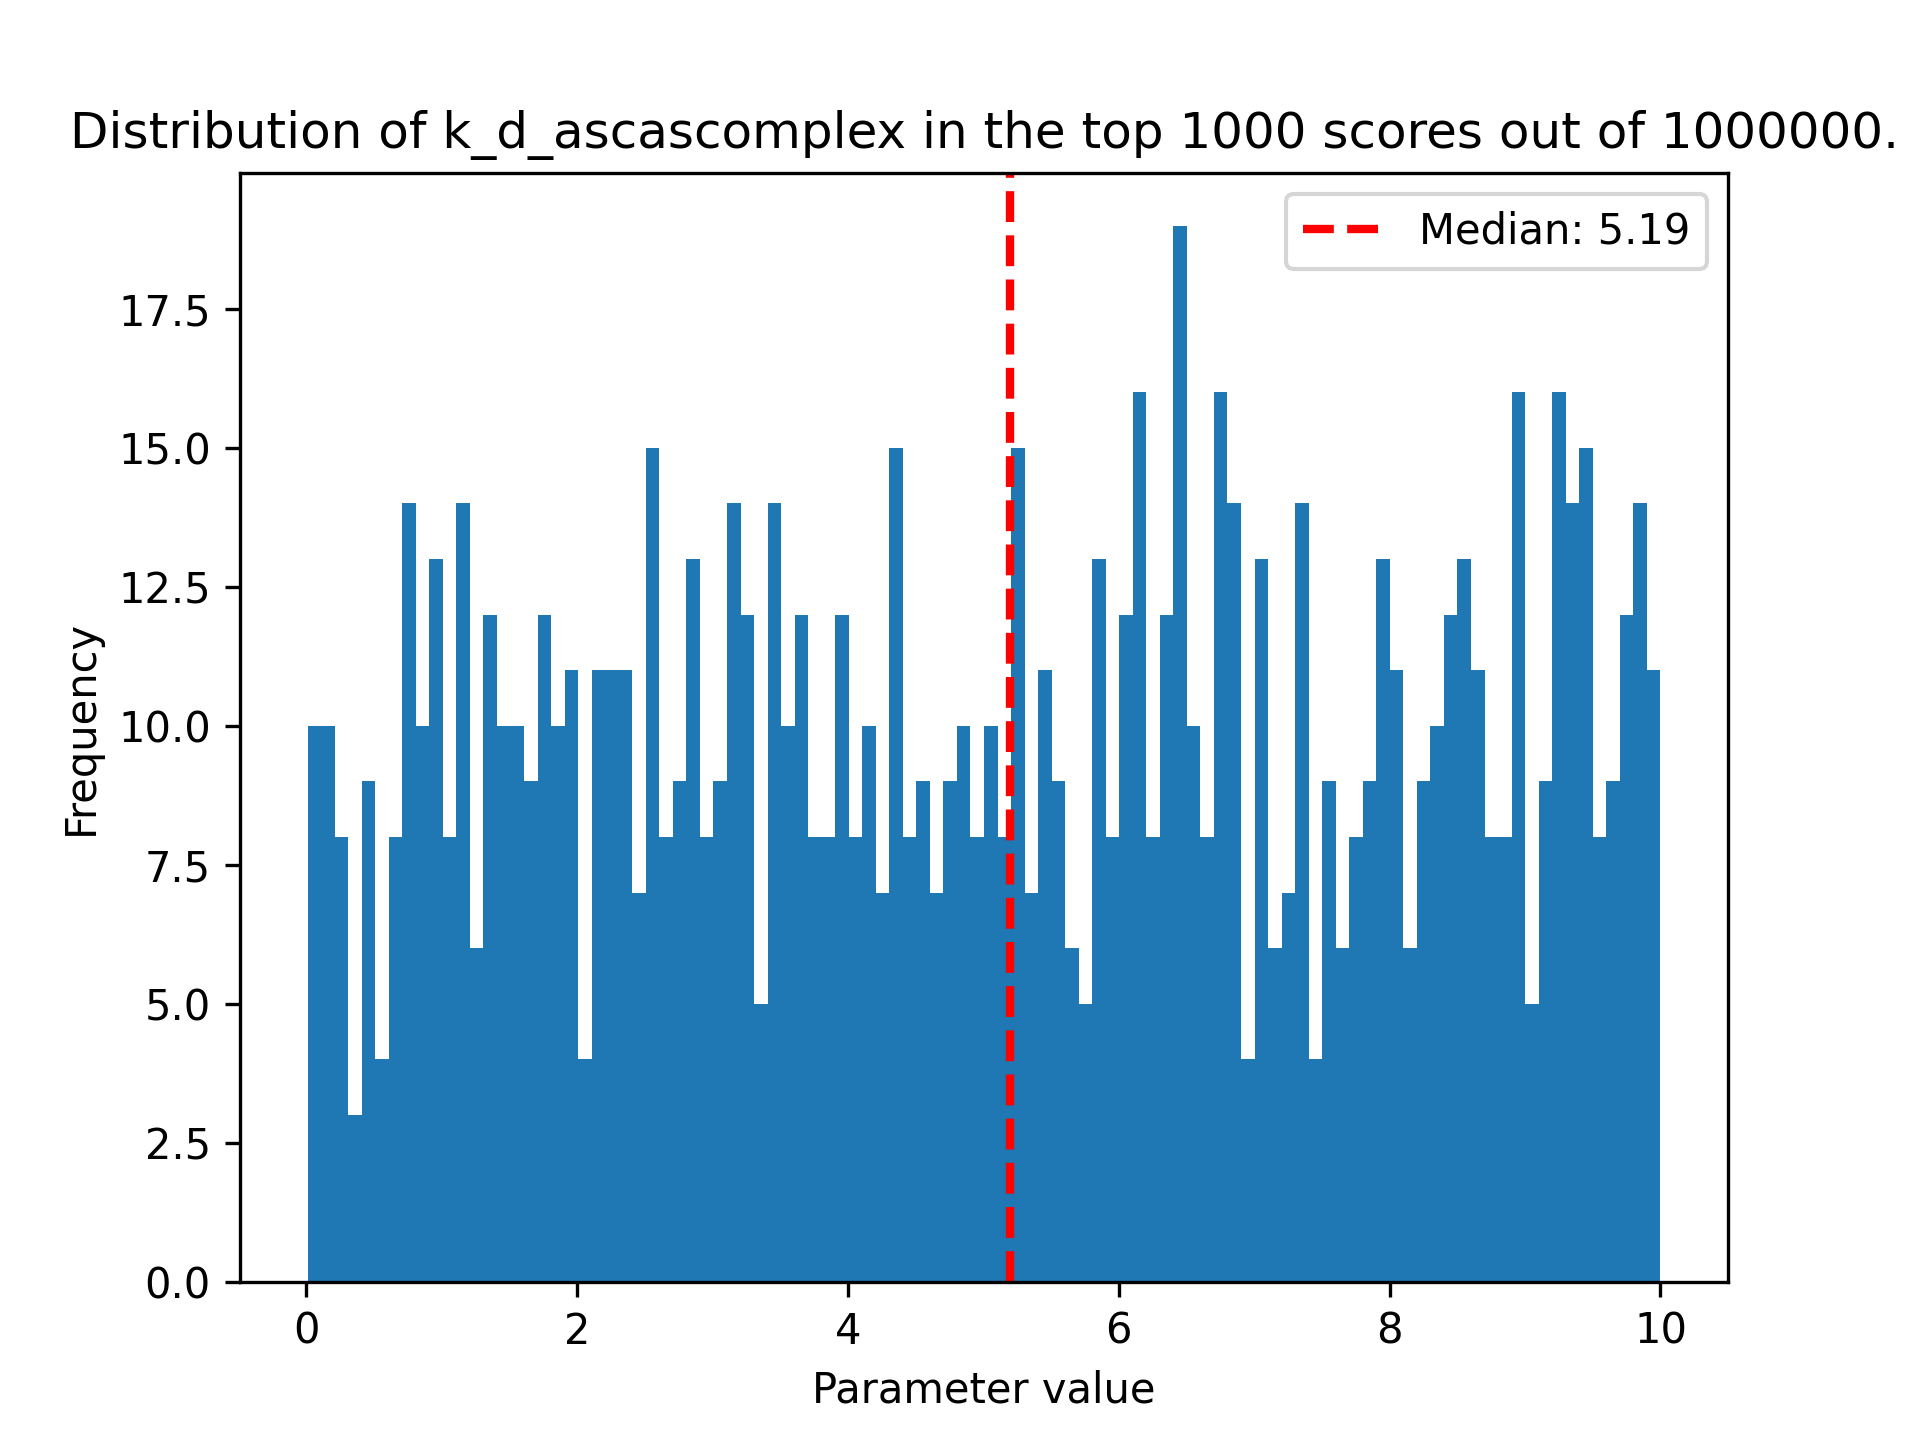 Distribution of k_d_ascascomplex in the top 1000 scores out of 1000000.
Median: 5.19
17.5
15.0
12.5
10.0
7.5
5.0
2.5
0.0
Frequency
0 2 4 6 8 10
Parameter value